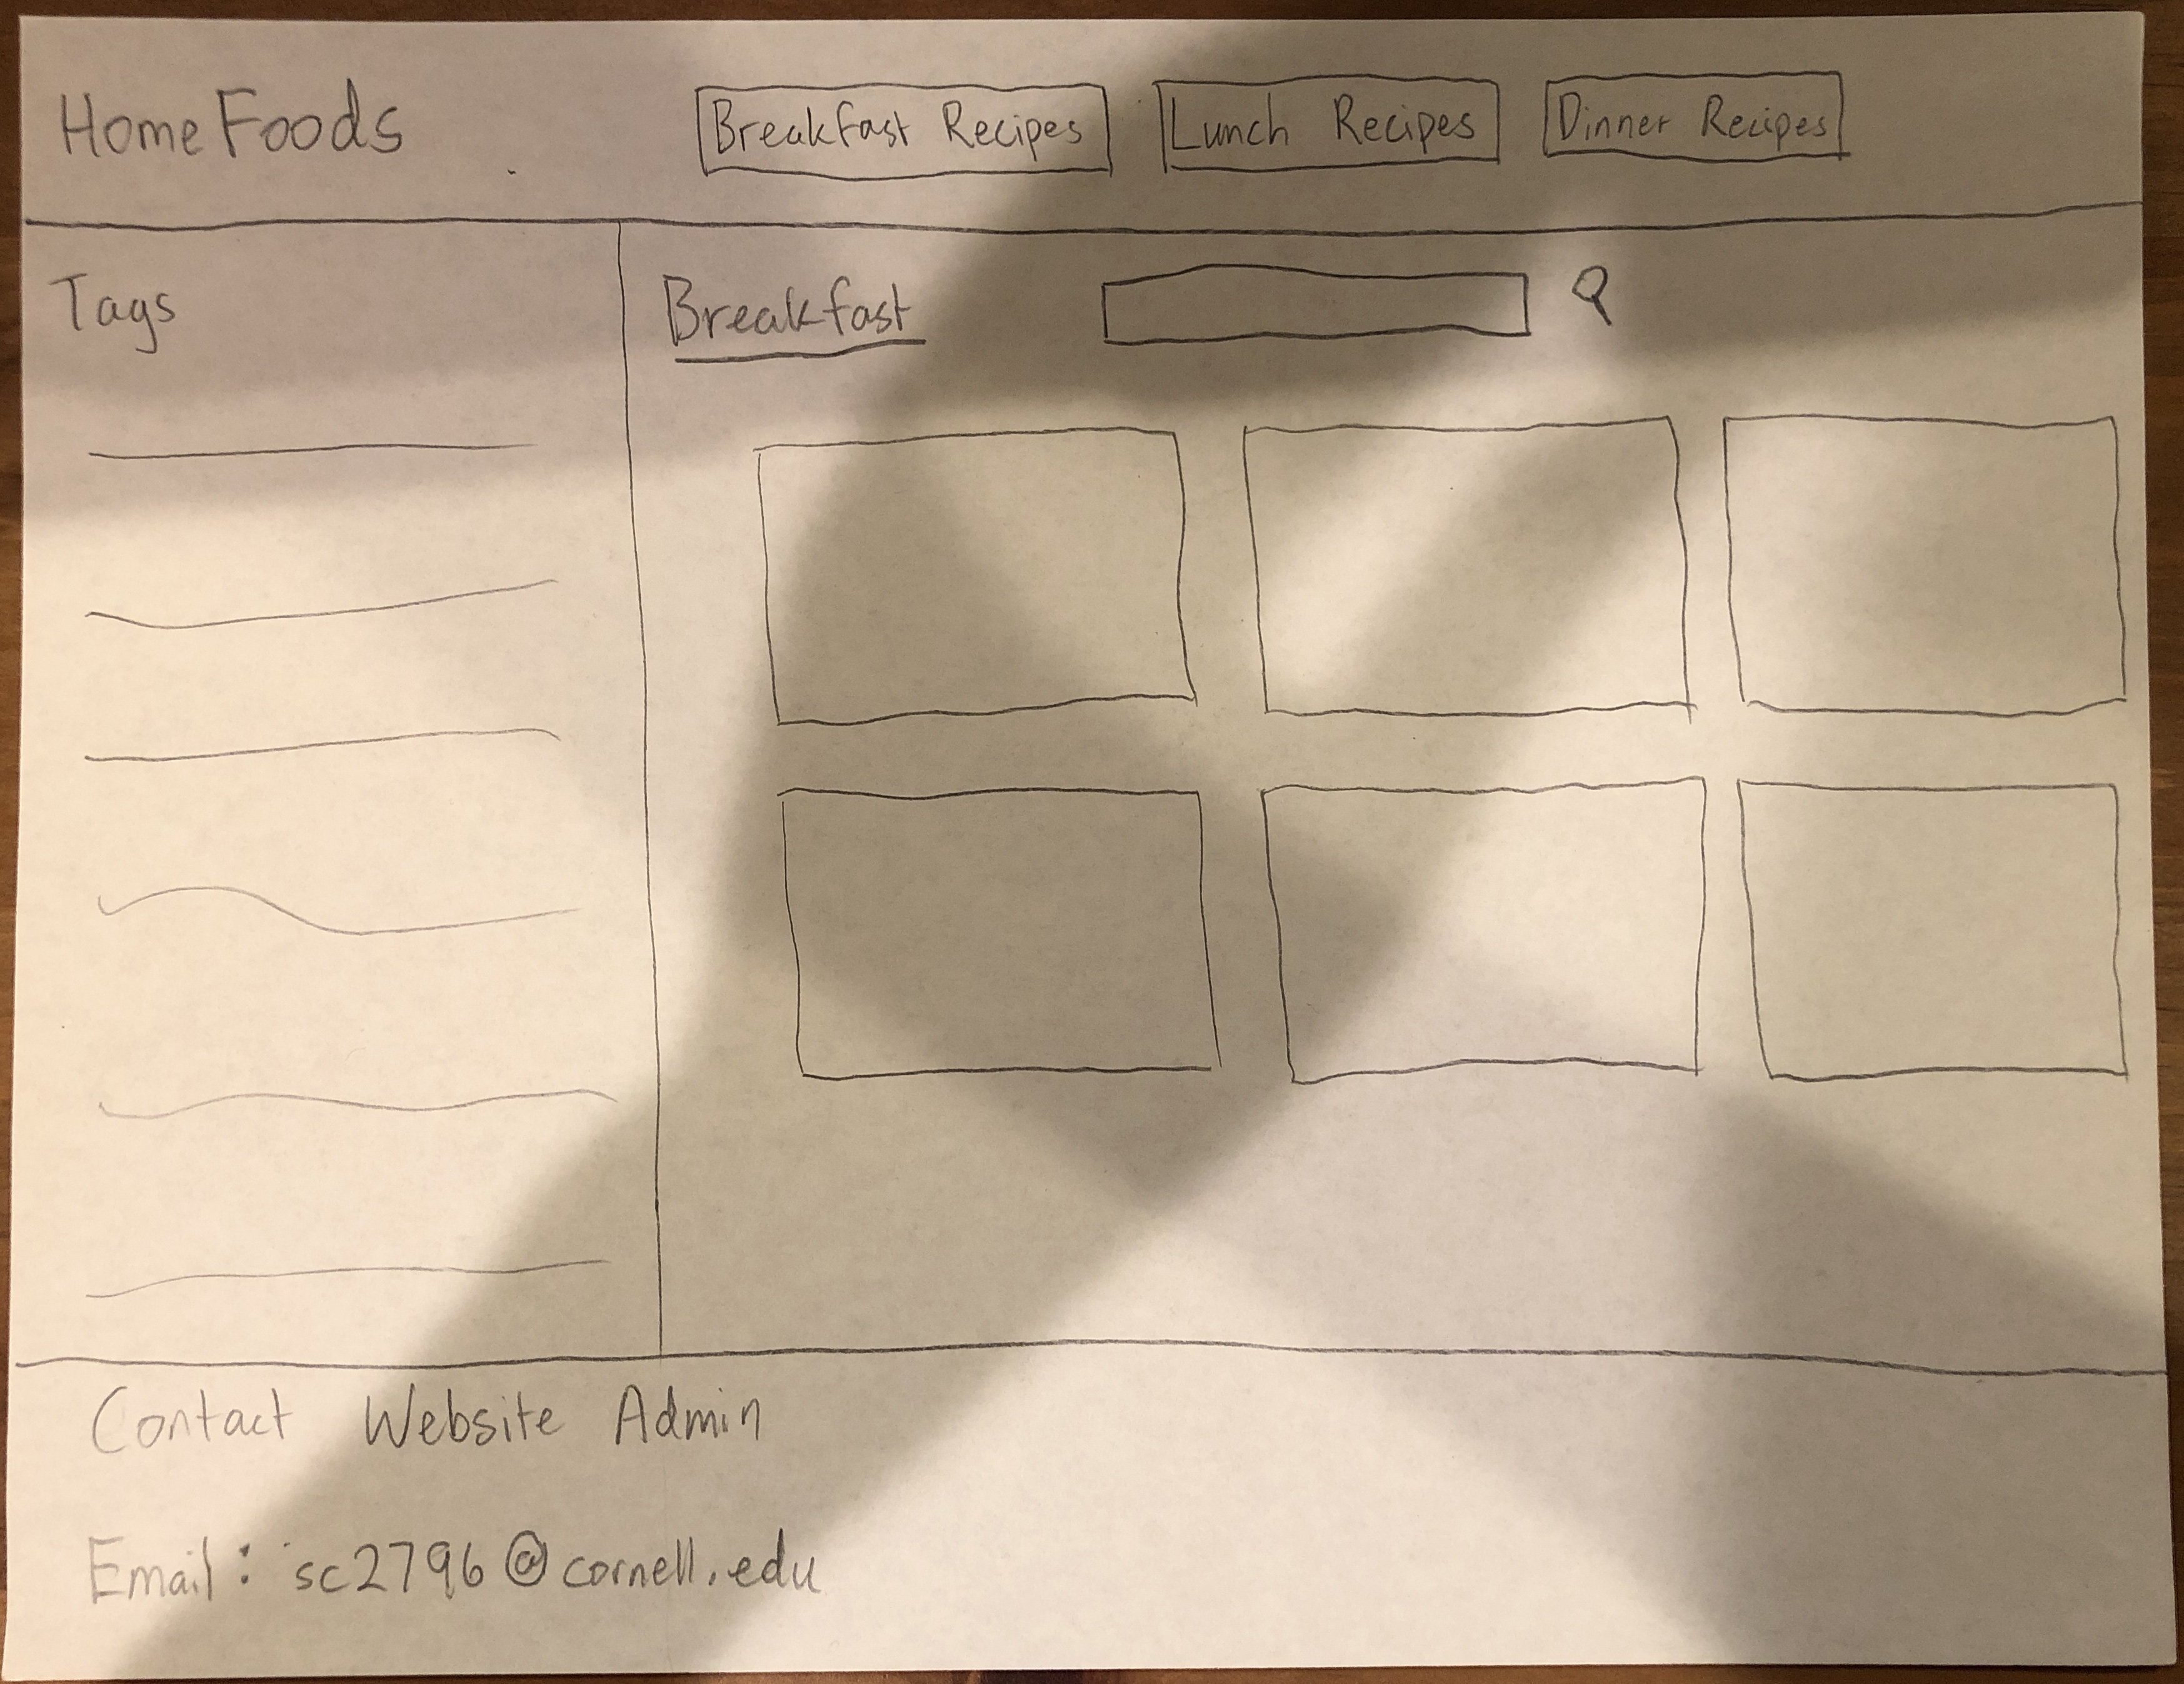 Home Foods
Breakfast Recipes
Lunch Recipes
Dinner Recipes
Tags
Breakfast
Contact Website Admin
Email: sc2796@cornell.edu